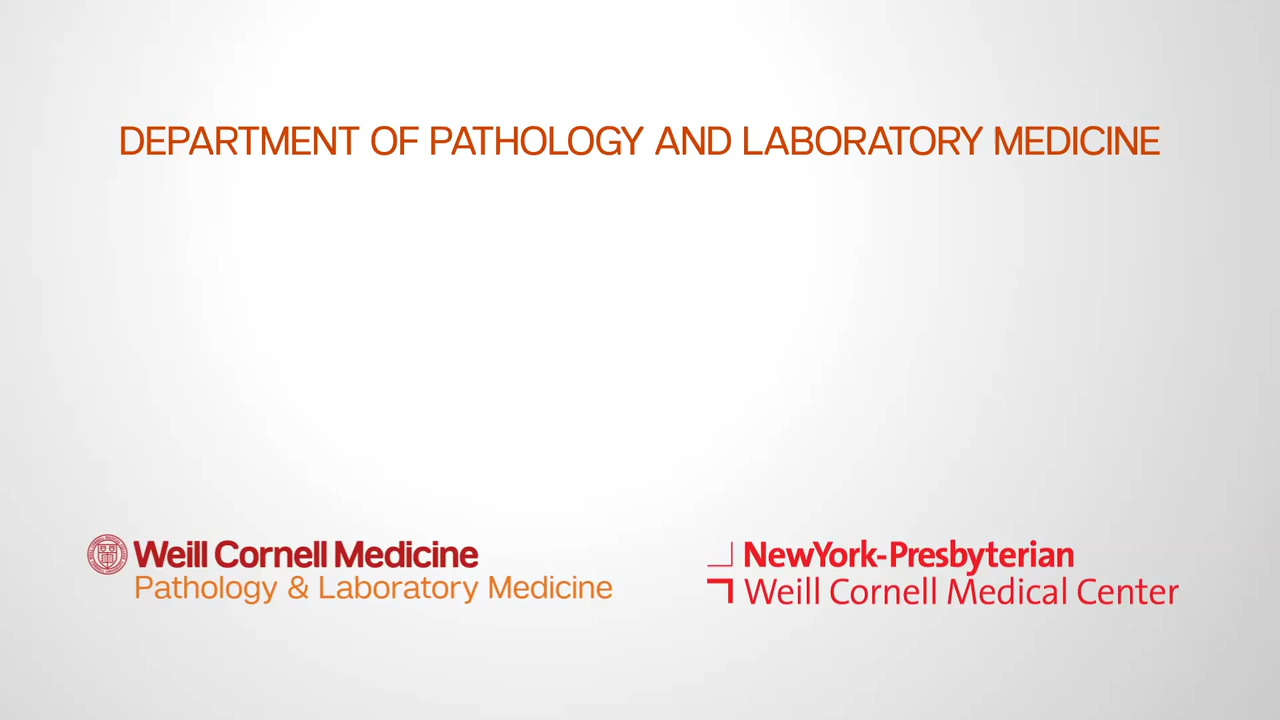 DEPARTMENT OF PATHOLOGY AND LABORATORY MEDICINE
Weill Cornell Medicine
Pathology & Laboratory Medicine
NewYork-Presbyterian
Weill Cornell Medical Center